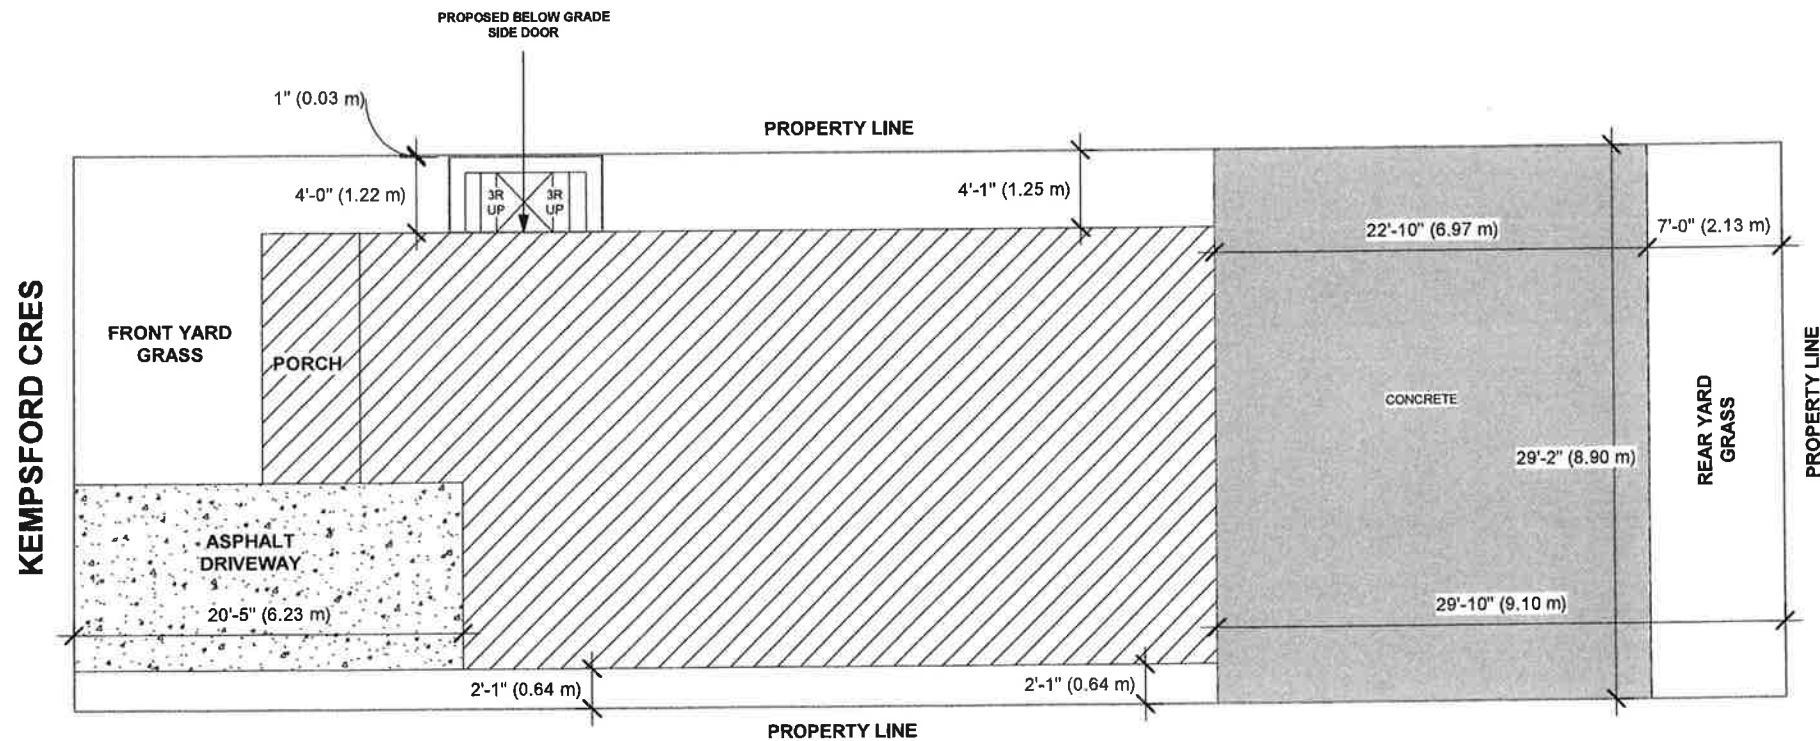 PROPOSED BELOW GRADE
SIDE DOOR
1" (0.03 m)
PROPERTY LINE
4'-0" (1.22 m)
3R
UP
3R
UP
4'-1" (1.25 m)
22'-10" (6.97 m)
7'-0" (2.13 m)
KEMPSFORD CRES
FRONT YARD
GRASS
PORCH
CONCRETE
29'-2" (8.90 m)
REAR YARD
GRASS
PROPERTY LINE
ASPHALT
DRIVEWAY
20'-5" (6.23 m)
29'-10" (9.10 m)
2'-1" (0.64 m)
2'-1" (0.64 m)
PROPERTY LINE